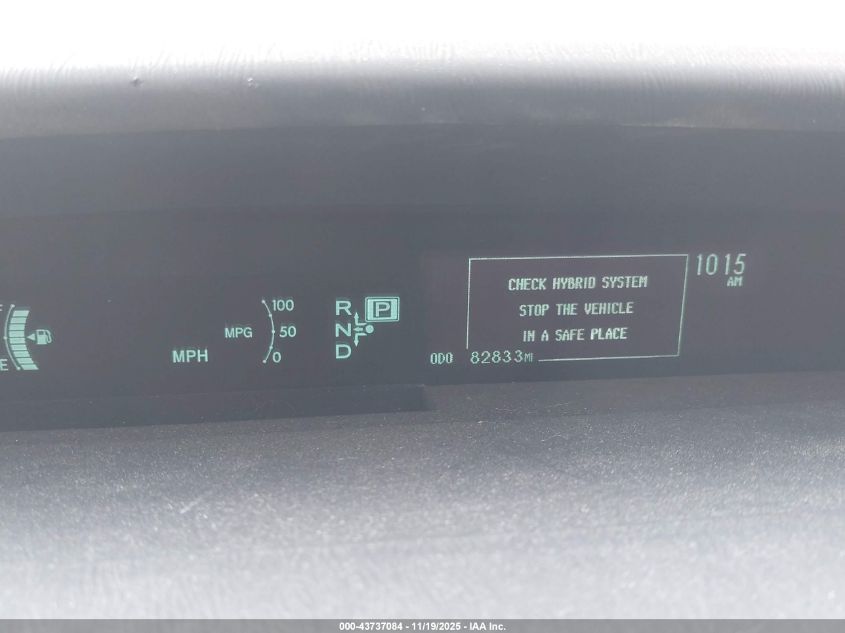 F
E
MPH
MPG
100
50
0
R P
N
D
CHECK HYBRID SYSTEM
STOP THE VEHICLE
IN A SAFE PLACE
ODO 82833MI
1015
AM
000-43737084 - 11/19/2025 - IAA Inc.